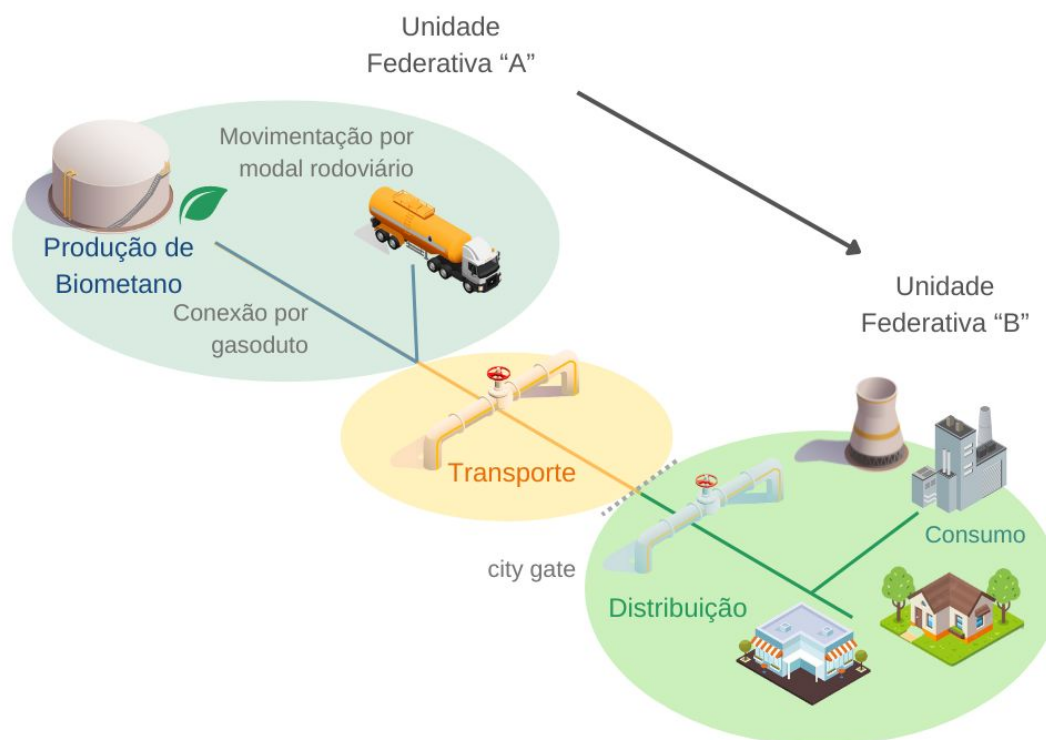 Unidade
Federativa “A”
Movimentação por
modal rodoviário
Produção de
Biometano
Conexão por
gasoduto
Unidade
Federativa “B”
Transporte
city gate
Consumo
Distribuição